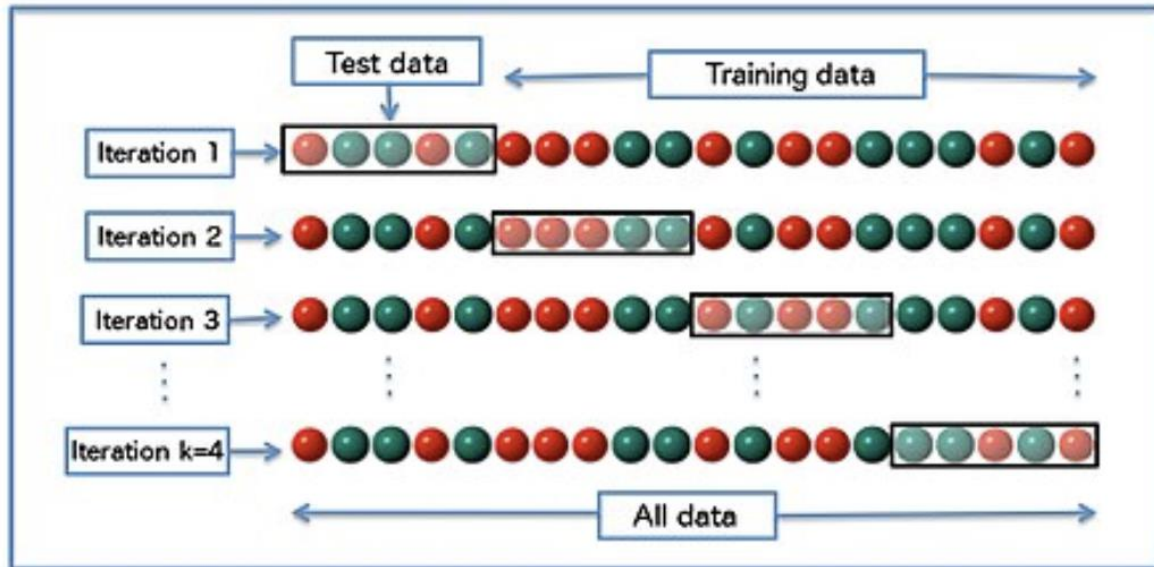 Test data
Training data
Iteration 1
Iteration 2
Iteration 3
Iteration k=4
All data